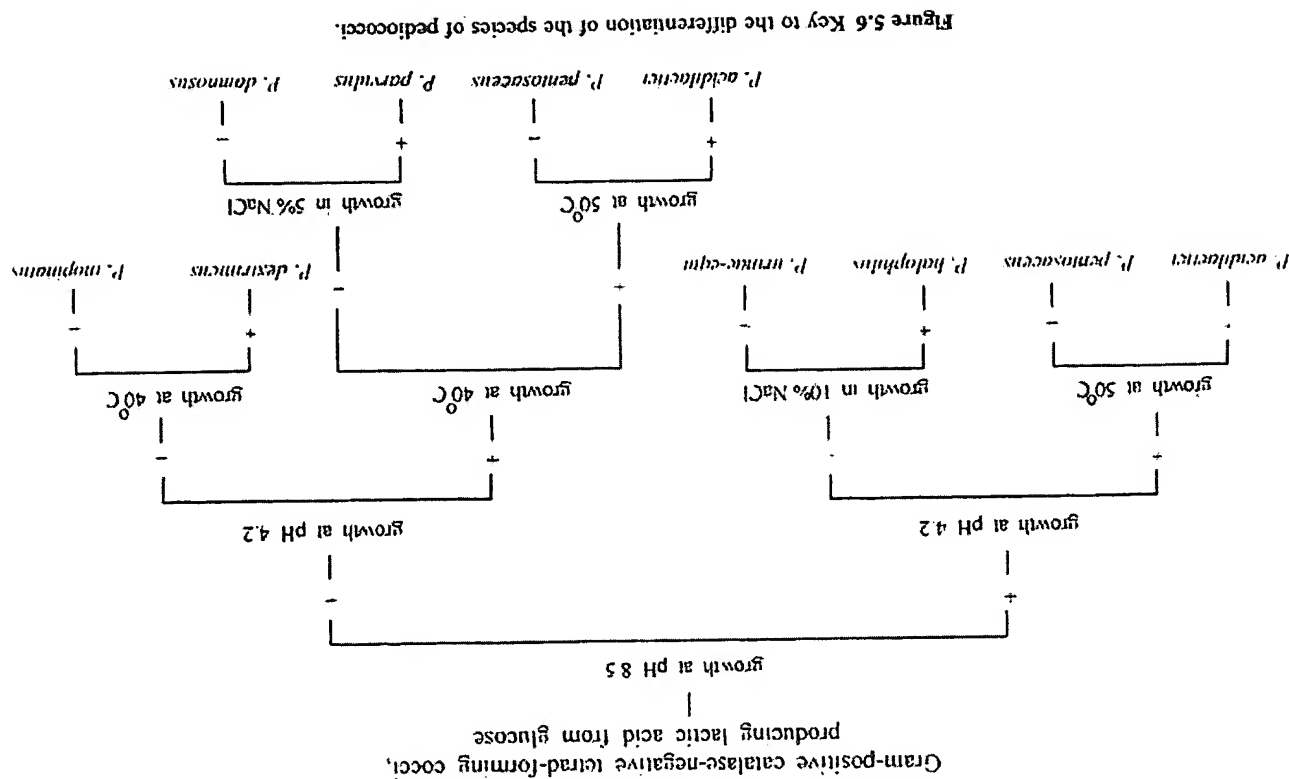 Gram-positive catalase-negative tetrad-forming cocci,
producing lactic acid from glucose
growth at pH 8 5
+ −
growth at pH 4.2 growth at pH 4.2
+ - + −
growth at 50°C growth in 10% NaCl growth at 40°C growth at 40°C
− + − + −
+ −
P. acidilactici P. pentosaceus P. halophilus P. urinae-equi P. dextrinicus P. inopinatus
growth at 50°C growth in 5% NaCl
+ − + −
P. acidilactici P. pentosaceus P. parvulus P. damnosus
Figure 5.6 Key to the differentiation of the species of pediococci.